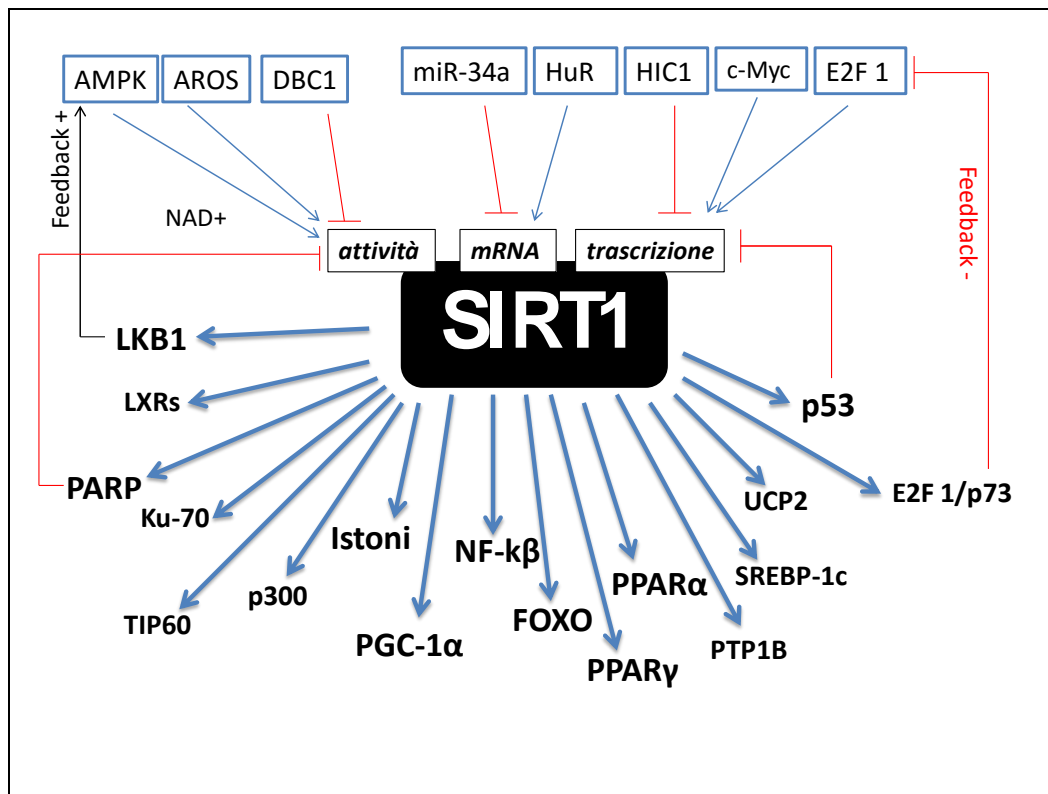 AMPK
AROS
DBC1
miR-34a
HuR
HIC1
c-Myc
E2F 1
Feedback +
NAD+
Feedback -
attività
mRNA
trascrizione
SIRT1
LKB1
LXRs
p53
PARP
Ku-70
Istoni
NF-kβ
UCP2
E2F 1/p73
TIP60
p300
PGC-1α
FOXO
PPARα
SREBP-1c
PPARγ
PTP1B